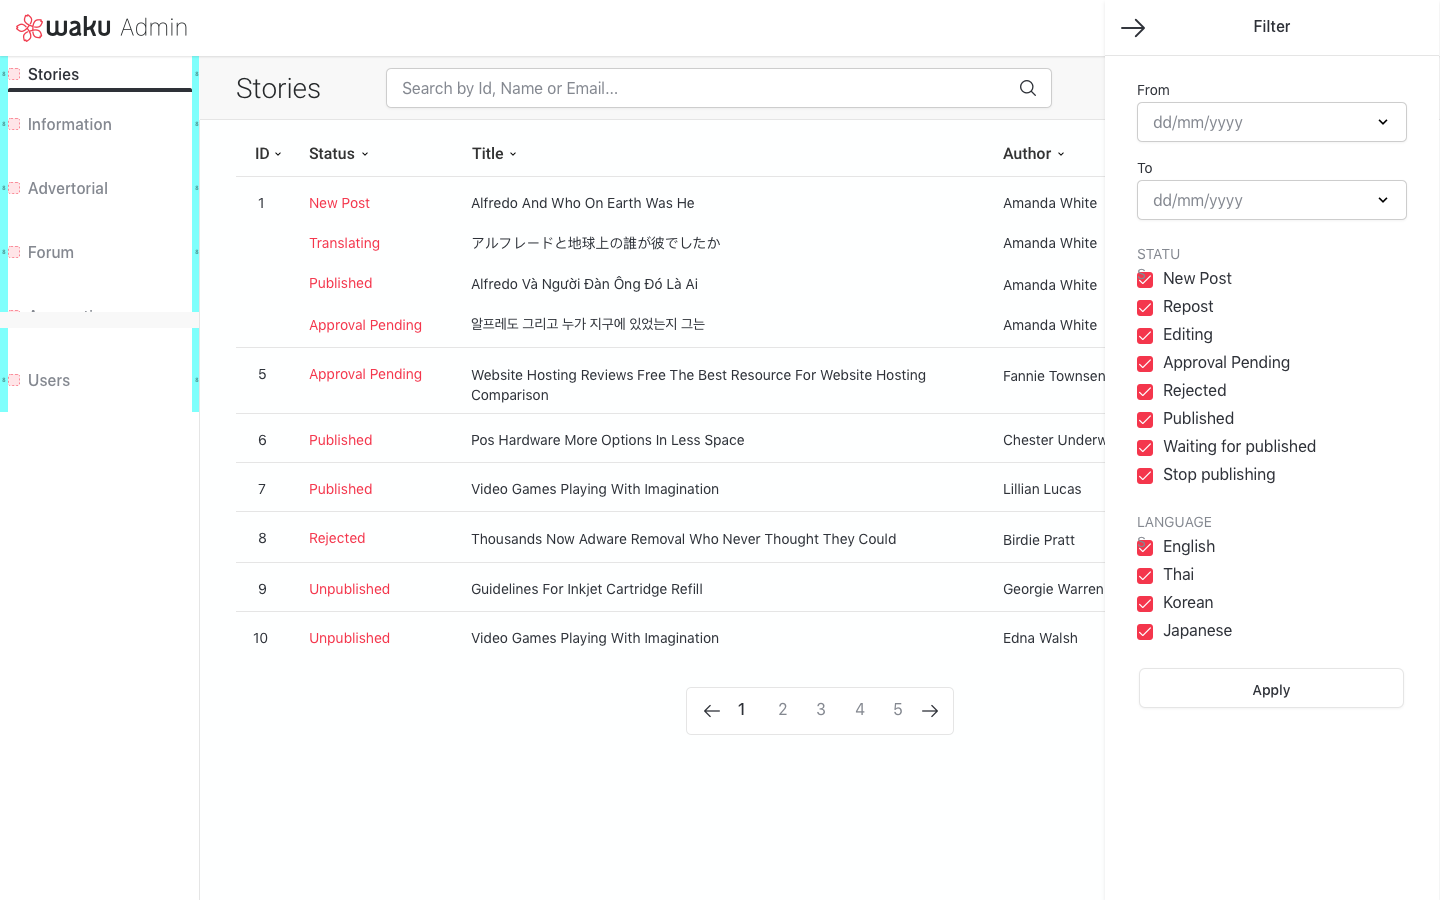 waku Admin
Filter
Stories
Information
Advertorial
Forum
Users
Stories
Search by Id, Name or Email...
ID Status Title Author
1 New Post Alfredo And Who On Earth Was He Amanda White
Translating アルフレードと地球上の誰が彼でしたか Amanda White
Published Alfredo Và Người Đàn Ông Đó Là Ai Amanda White
Approval Pending 알프레도 그리고 누가 지구에 있었는지 그는 Amanda White
5 Approval Pending Website Hosting Reviews Free The Best Resource For Website Hosting Fannie Townsen
Comparison
6 Published Pos Hardware More Options In Less Space Chester Underw
7 Published Video Games Playing With Imagination Lillian Lucas
8 Rejected Thousands Now Adware Removal Who Never Thought They Could Birdie Pratt
9 Unpublished Guidelines For Inkjet Cartridge Refill Georgie Warren
10 Unpublished Video Games Playing With Imagination Edna Walsh
1 2 3 4 5
From
dd/mm/yyyy
To
dd/mm/yyyy
STATU
S
New Post
Repost
Editing
Approval Pending
Rejected
Published
Waiting for published
Stop publishing
LANGUAGE
S
English
Thai
Korean
Japanese
Apply